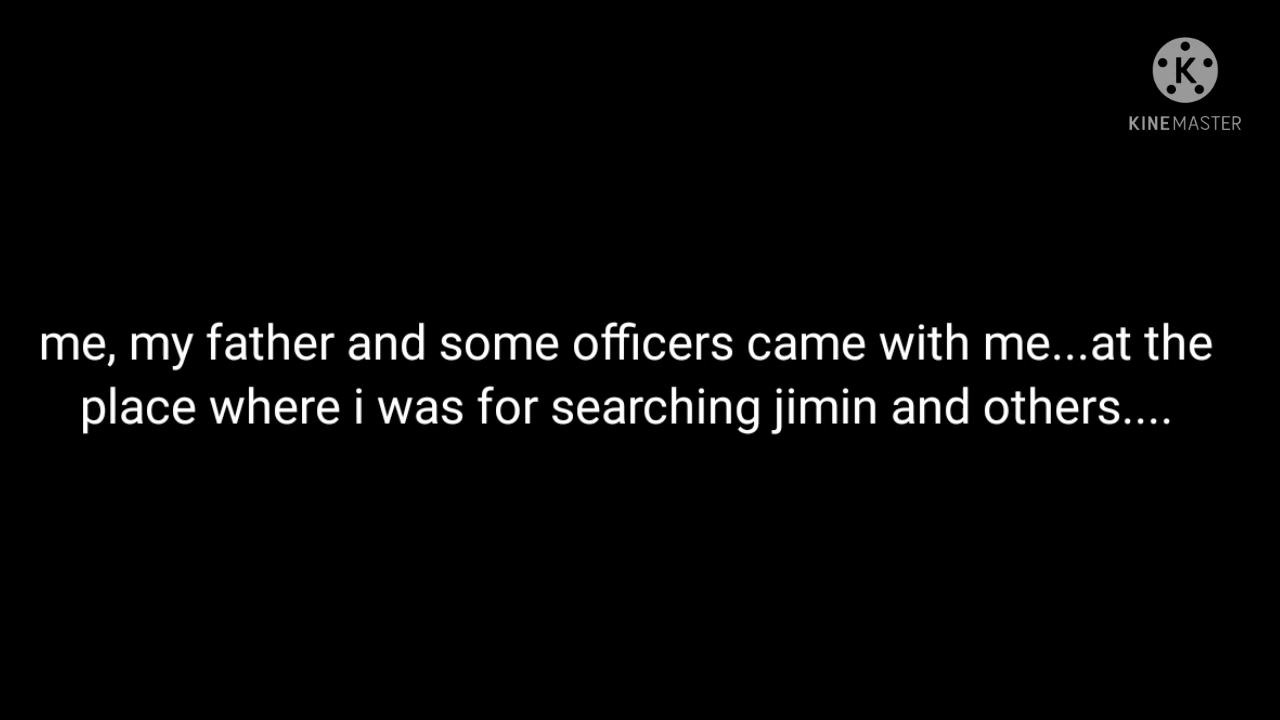 K
KINEMASTER
me, my father and some officers came with me...at the
place where i was for searching jimin and others....